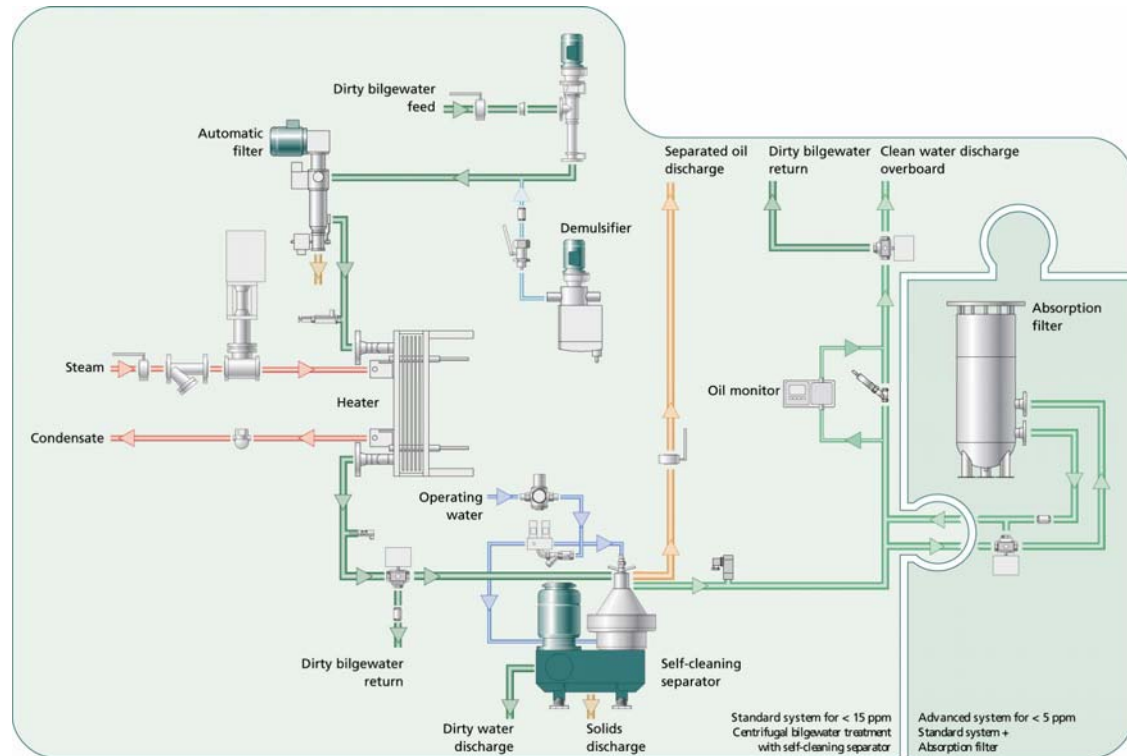 Dirty bilgewater
feed
Automatic
filter
Separated oil
discharge
Dirty bilgewater
return
Clean water discharge
overboard
Demulsifier
Absorption
filter
Steam
Heater
Oil monitor
Condensate
Operating
water
Dirty bilgewater
return
Self-cleaning
separator
Dirty water
discharge
Solids
discharge
Standard system for < 15 ppm
Centrifugal bilgewater treatment
with self-cleaning separator
Advanced system for < 5 ppm
Standard system +
Absorption filter